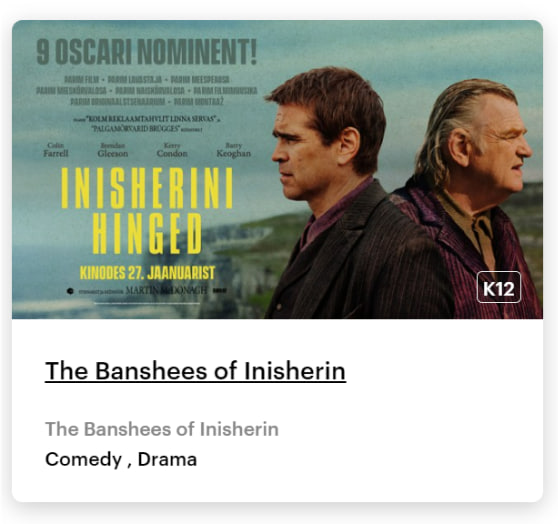 9 OSCARI NOMINENT!
PARIM FILM • PARIM LAVASTAJA • PARIM MEESPEAOSA
PARIM MEESKÕRVALOSA • PARIM NAISKÕRVALOSA • PARIM FILMIMUUSIKA
PARIM ORIGINAALSTSENAARIUM • PARIM MONTAAŽ
"KOLM REKLAAMTAHVLIT LINNA SERVAS" ja
"PALGAMÕRVARID BRÜGGES"
Colin Farrell
Brendan Gleeson
Kerry Condon
Barry Keoghan
INISHERINI
HINGED
KINODES 27. JAANUARIST
MARTIN McDONAGH
K12
The Banshees of Inisherin
The Banshees of Inisherin
Comedy , Drama